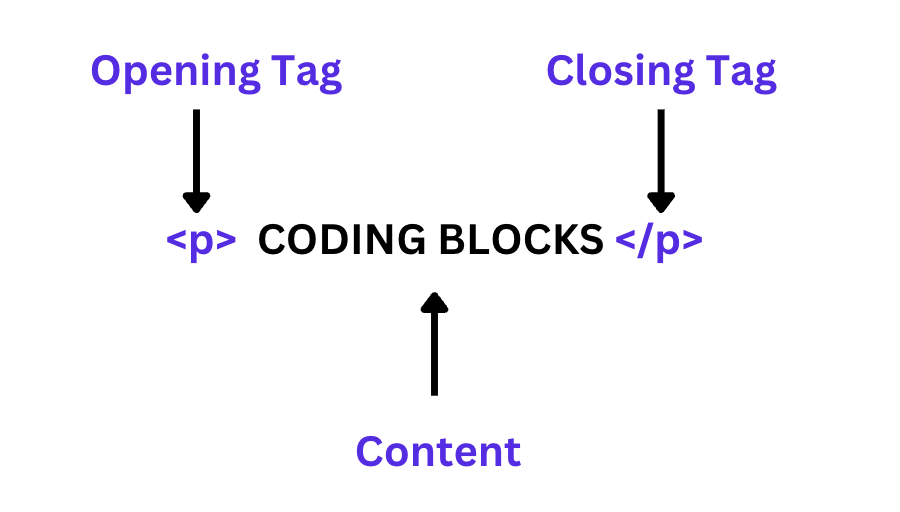 Opening Tag
Closing Tag
<p> CODING BLOCKS </p>
Content